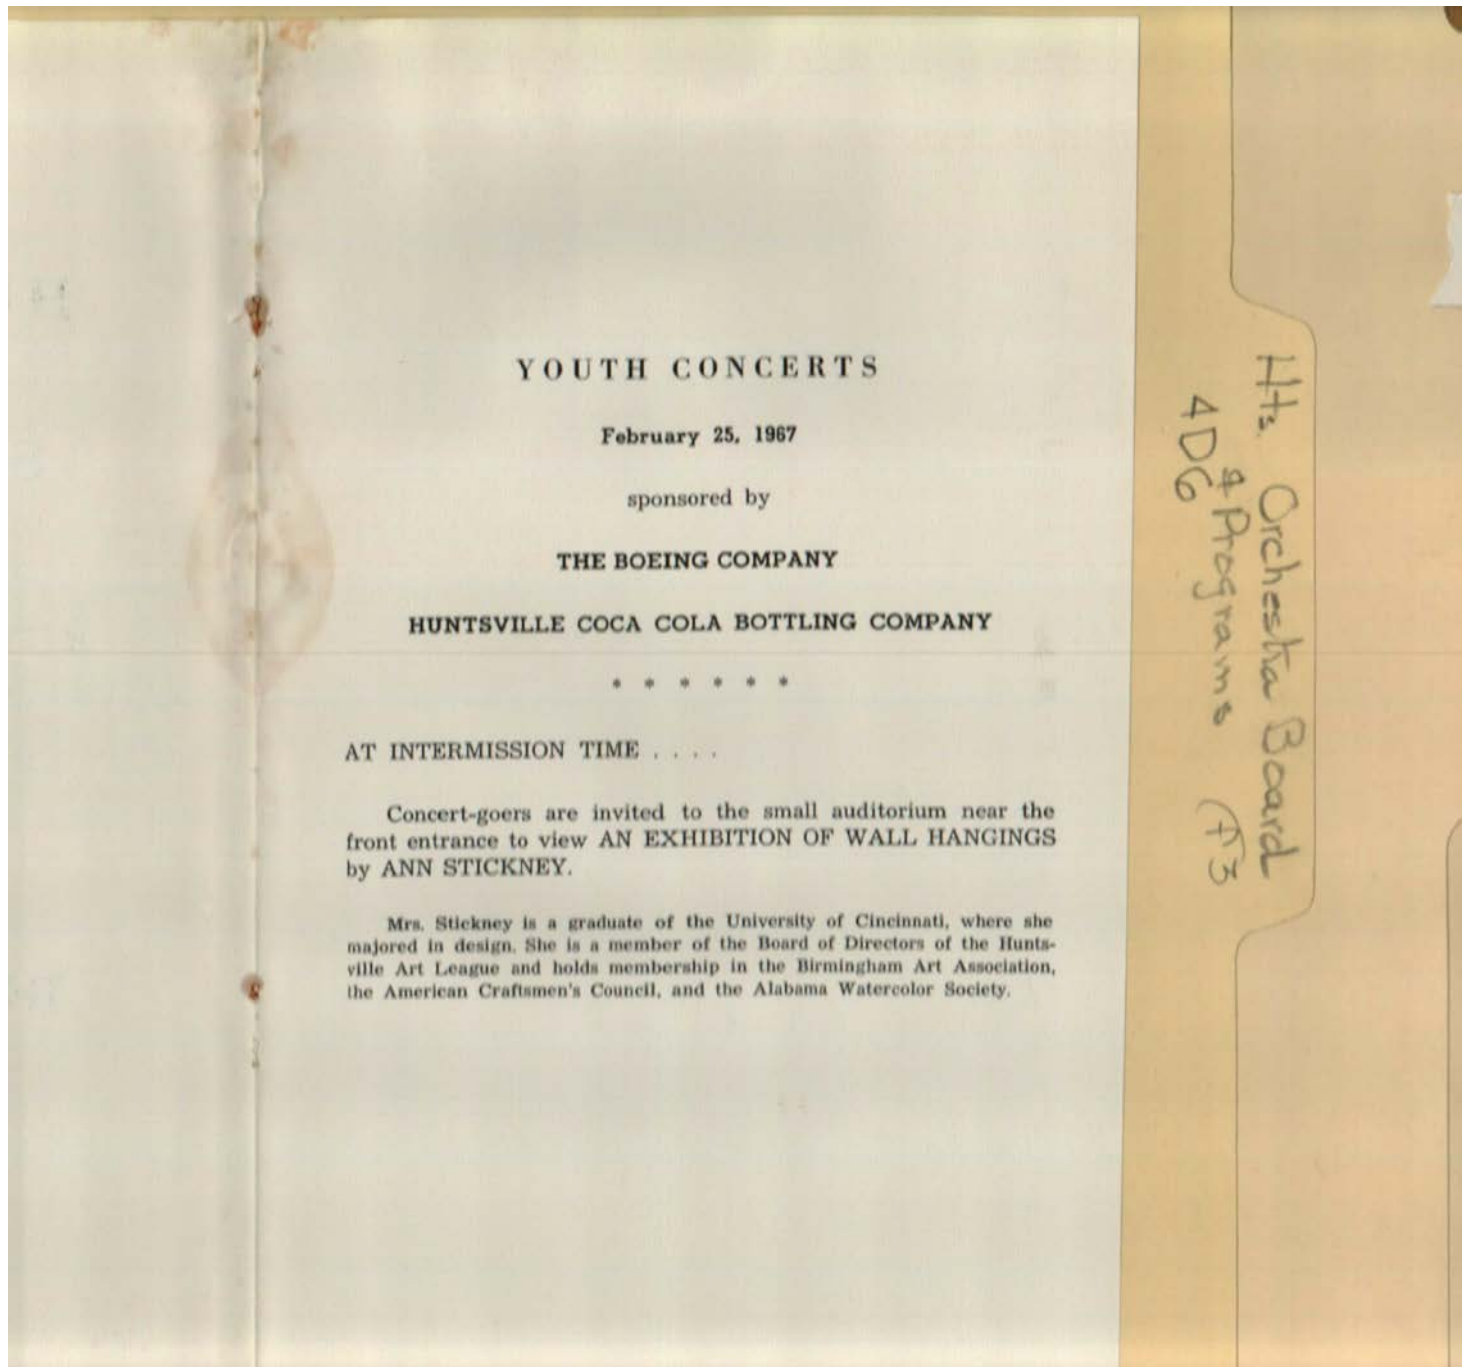 YOUTH CONCERTS
February 25, 1967
sponsored by
THE BOEING COMPANY
HUNTSVILLE COCA COLA BOTTLING COMPANY
* * * * * *
AT INTERMISSION TIME . . . .
Concert-goers are invited to the small auditorium near the
front entrance to view AN EXHIBITION OF WALL HANGINGS
by ANN STICKNEY.
Mrs. Stickney is a graduate of the University of Cincinnati, where she
majored in design. She is a member of the Board of Directors of the Hunts-
ville Art League and holds membership in the Birmingham Art Association,
the American Craftsmen's Council, and the Alabama Watercolor Society.
Orchestra Board
& Programs
4D6